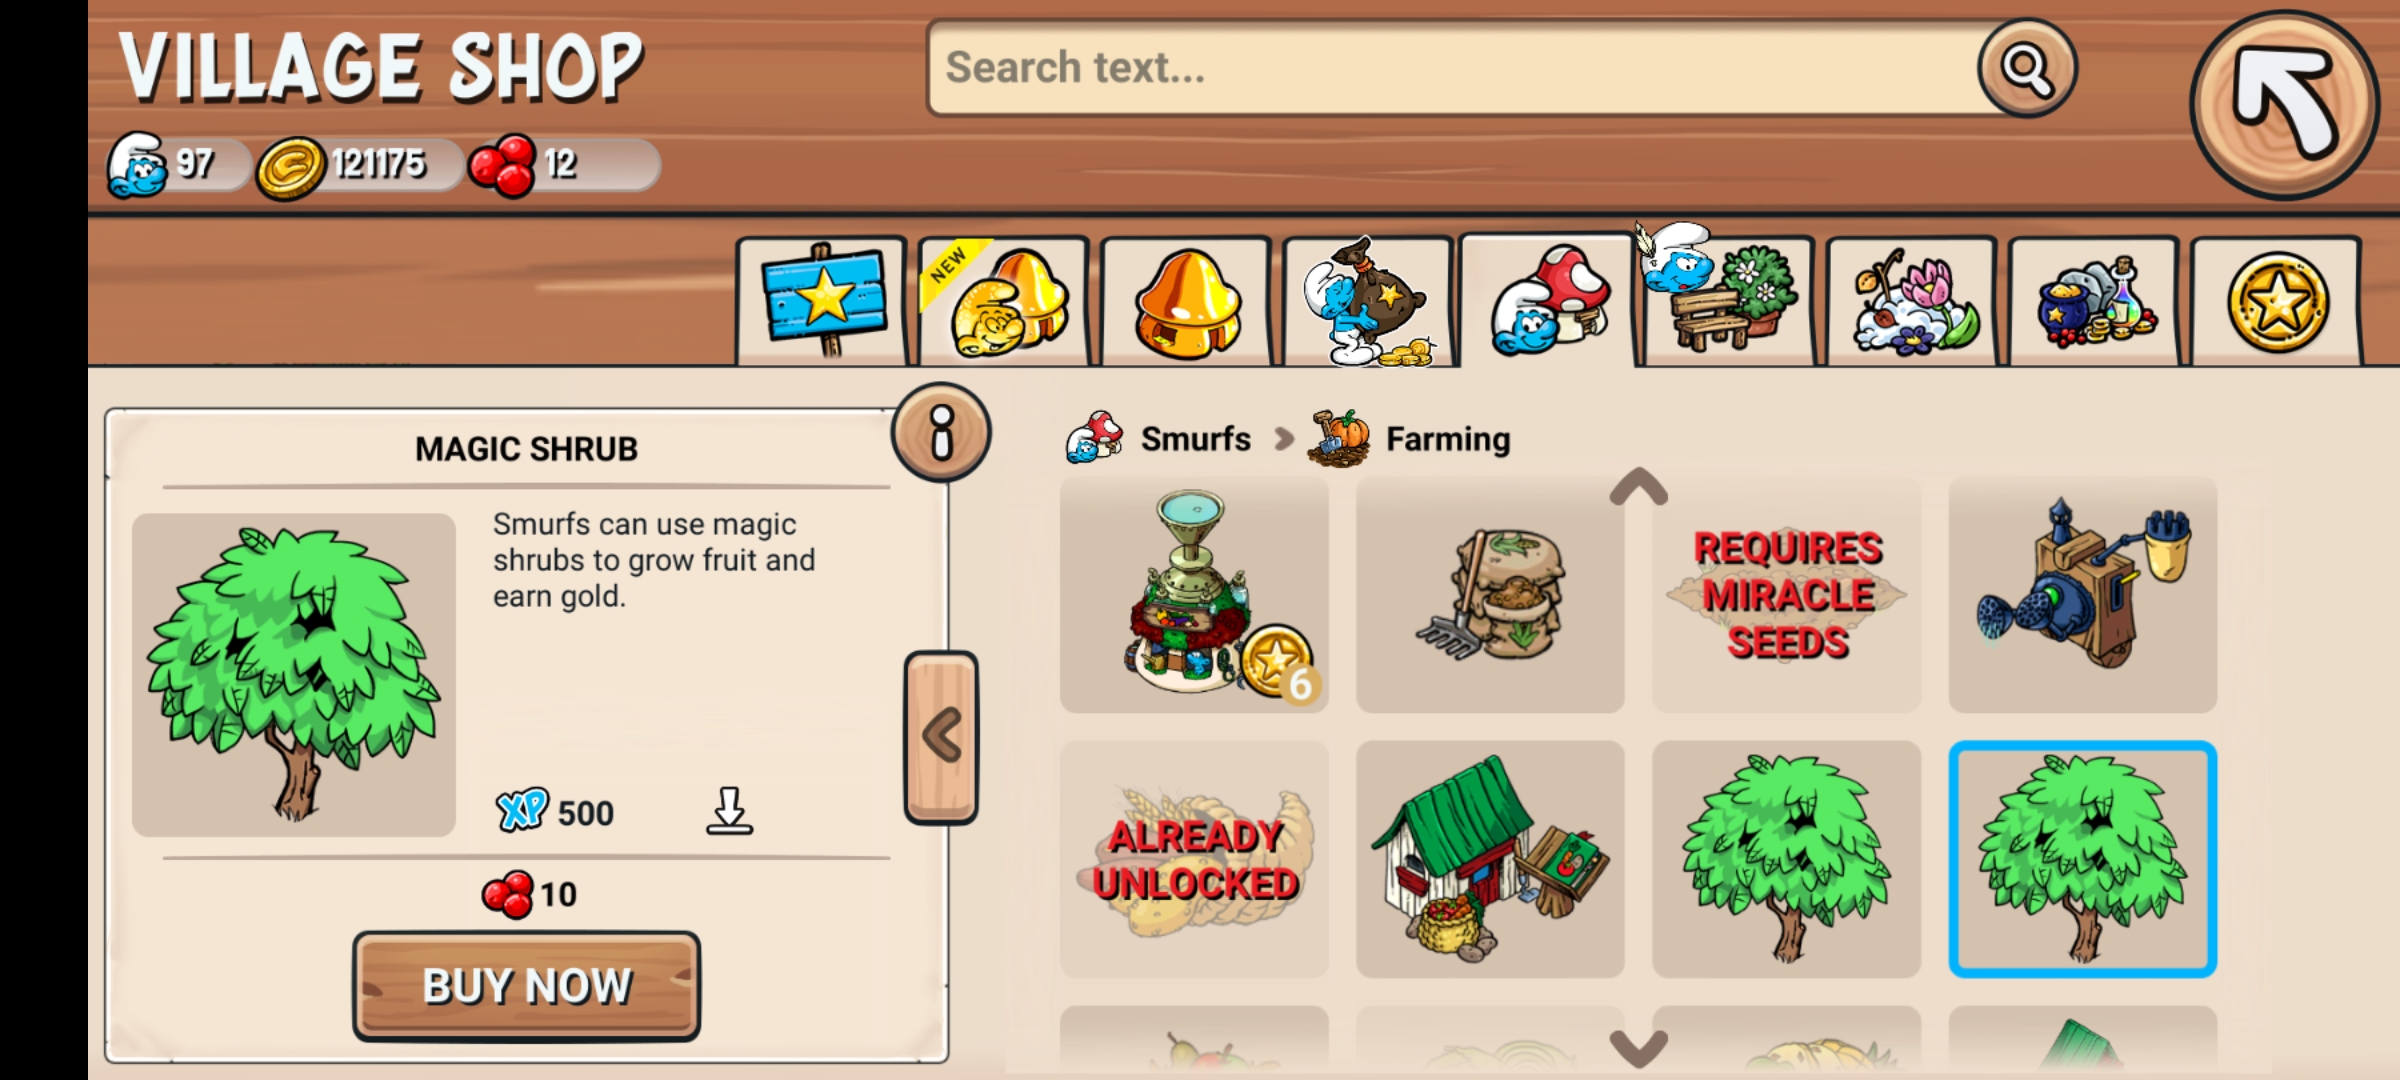 VILLAGE SHOP
Search text...
97
121175
12
NEW
MAGIC SHRUB
Smurfs can use magic
shrubs to grow fruit and
earn gold.
XP 500
10
BUY NOW
Smurfs > Farming
6
REQUIRES
MIRACLE
SEEDS
ALREADY
UNLOCKED